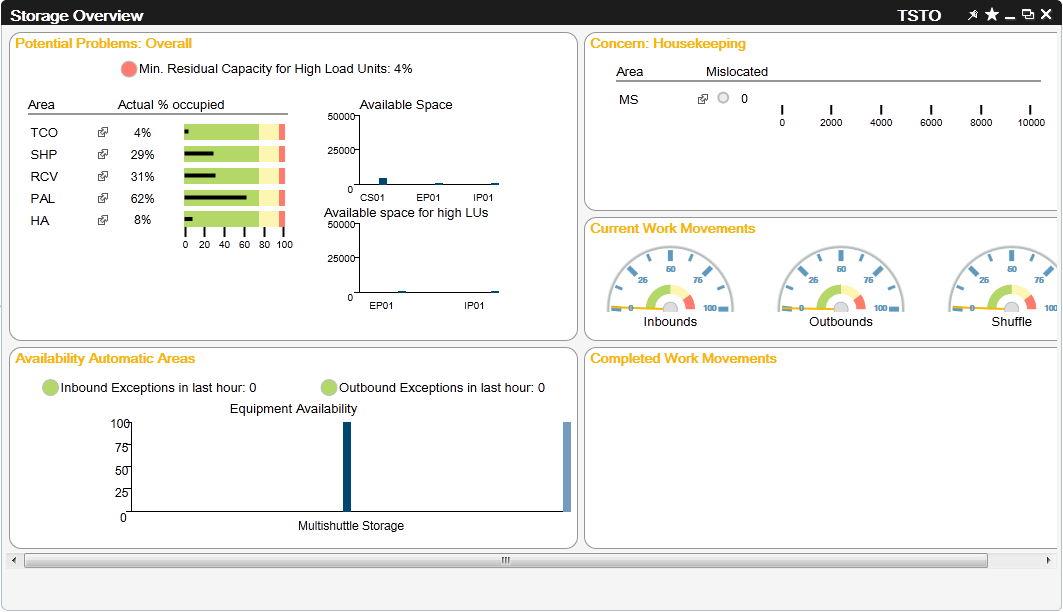 Storage Overview
TSTO
Potential Problems: Overall
Min. Residual Capacity for High Load Units: 4%
Area Actual % occupied
TCO 4%
SHP 29%
RCV 31%
PAL 62%
HA 8%
0 20 40 60 80 100
Available Space
50000
25000
0
CS01 EP01 IP01
Available space for high LUs
50000
25000
0
EP01 IP01
Concern: Housekeeping
Area Mislocated
MS 0
0 2000 4000 6000 8000 10000
Current Work Movements
0 25 50 75 100
Inbounds
0 25 50 75 100
Outbounds
0 25 50 75 100
Shuffle
Availability Automatic Areas
Inbound Exceptions in last hour: 0
Outbound Exceptions in last hour: 0
Equipment Availability
100
75
50
25
0
Multishuttle Storage
Completed Work Movements